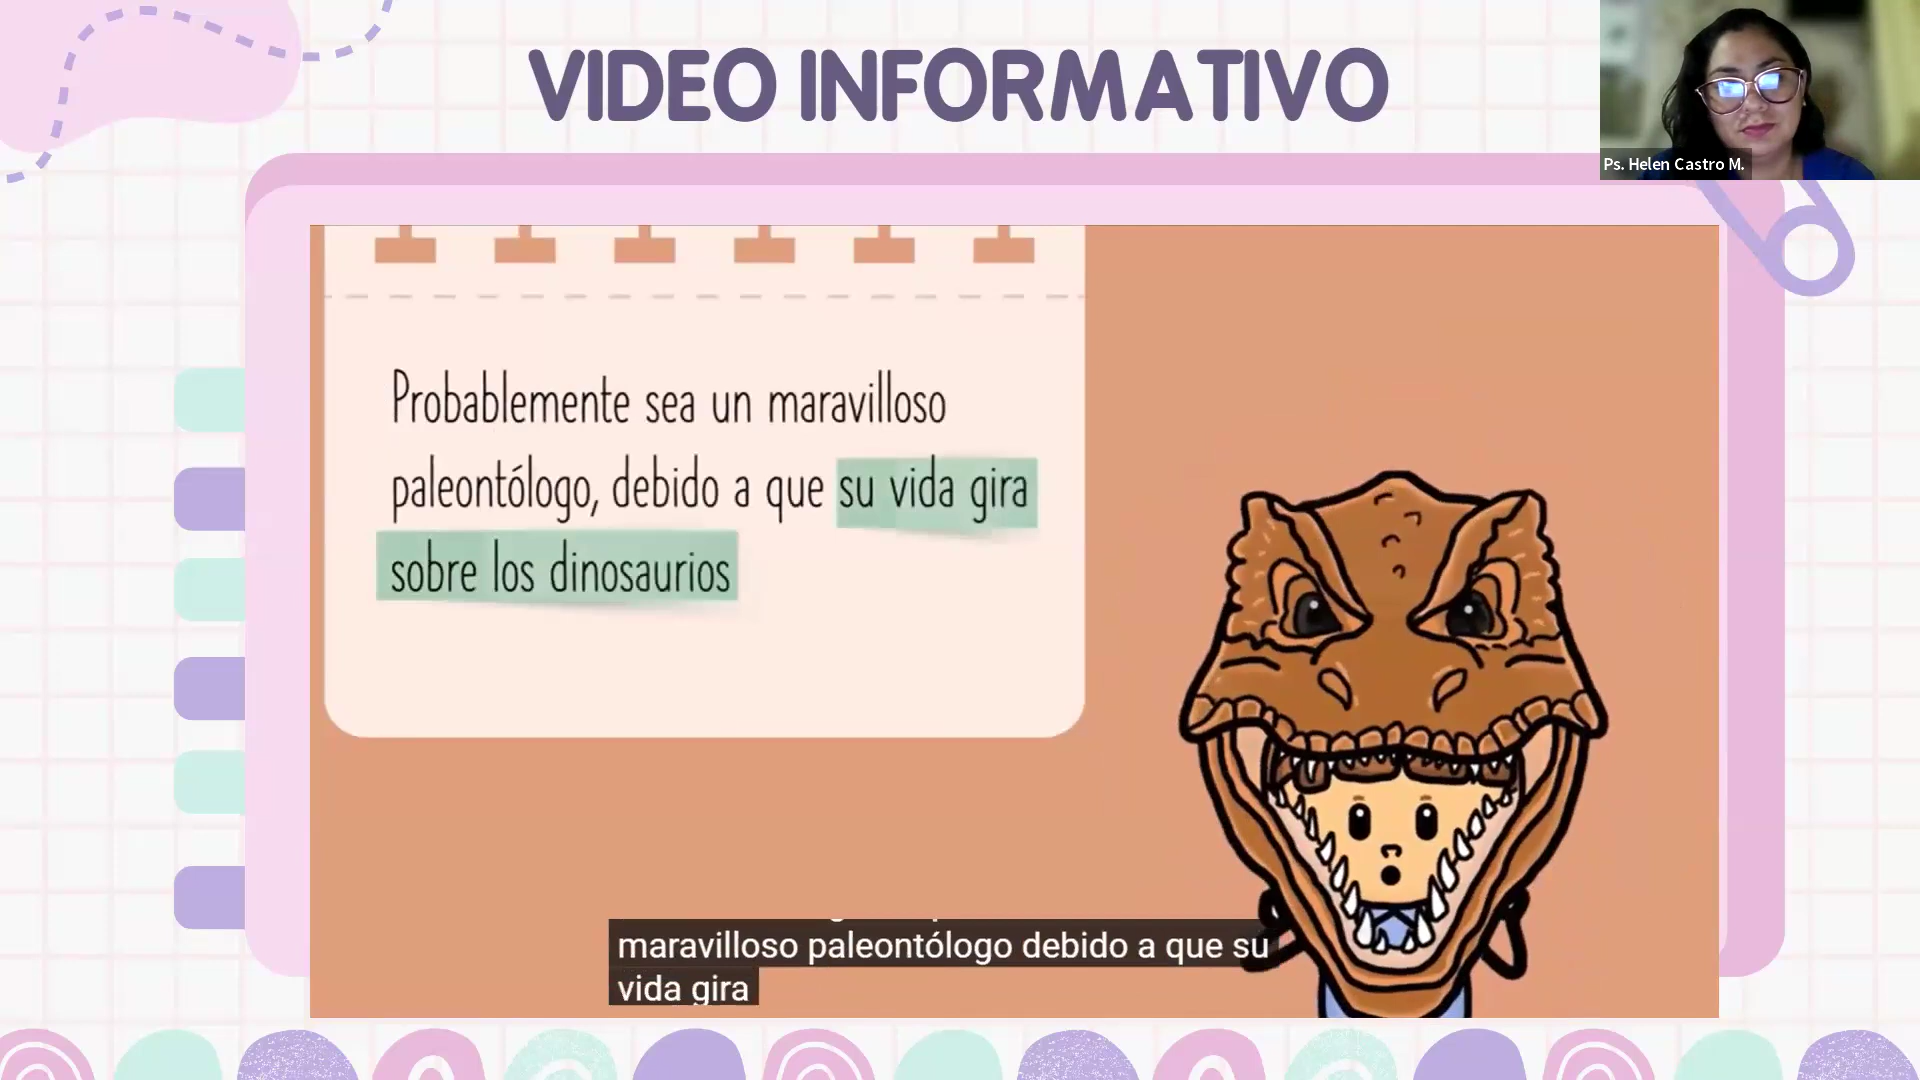 VIDEO INFORMATIVO
Ps. Helen Castro M.
Probablemente sea un maravilloso
paleontólogo, debido a que su vida gira
sobre los dinosaurios
maravilloso paleontólogo debido a que su
vida gira